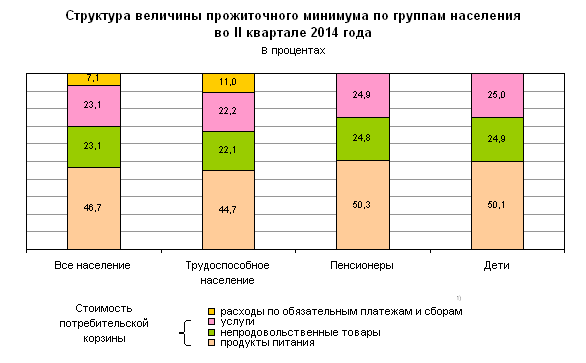 Структура величины прожиточного минимума по группам населения
во II квартале 2014 года
В процентах
7,1
11,0
24,9
25,0
23,1
22,2
24,8
24,9
23,1
22,1
46,7
44,7
50,3
50,1
Все население
Трудоспособное
население
Пенсионеры
Дети
Стоимость
потребительской
корзины
расходы по обязательным платежам и сборам
услуги
непродовольственные товары
продукты питания